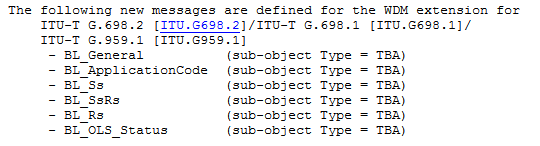 The following new messages are defined for the WDM extension for
ITU-T G.698.2 [ITU.G698.2]/ITU-T G.698.1 [ITU.G698.1]/
ITU-T G.959.1 [ITU.G959.1]
- BL_General (sub-object Type = TBA)
- BL_ApplicationCode (sub-object Type = TBA)
- BL_Ss (sub-object Type = TBA)
- BL_SsRs (sub-object Type = TBA)
- BL_Rs (sub-object Type = TBA)
- BL_OLS_Status (sub-object Type = TBA)